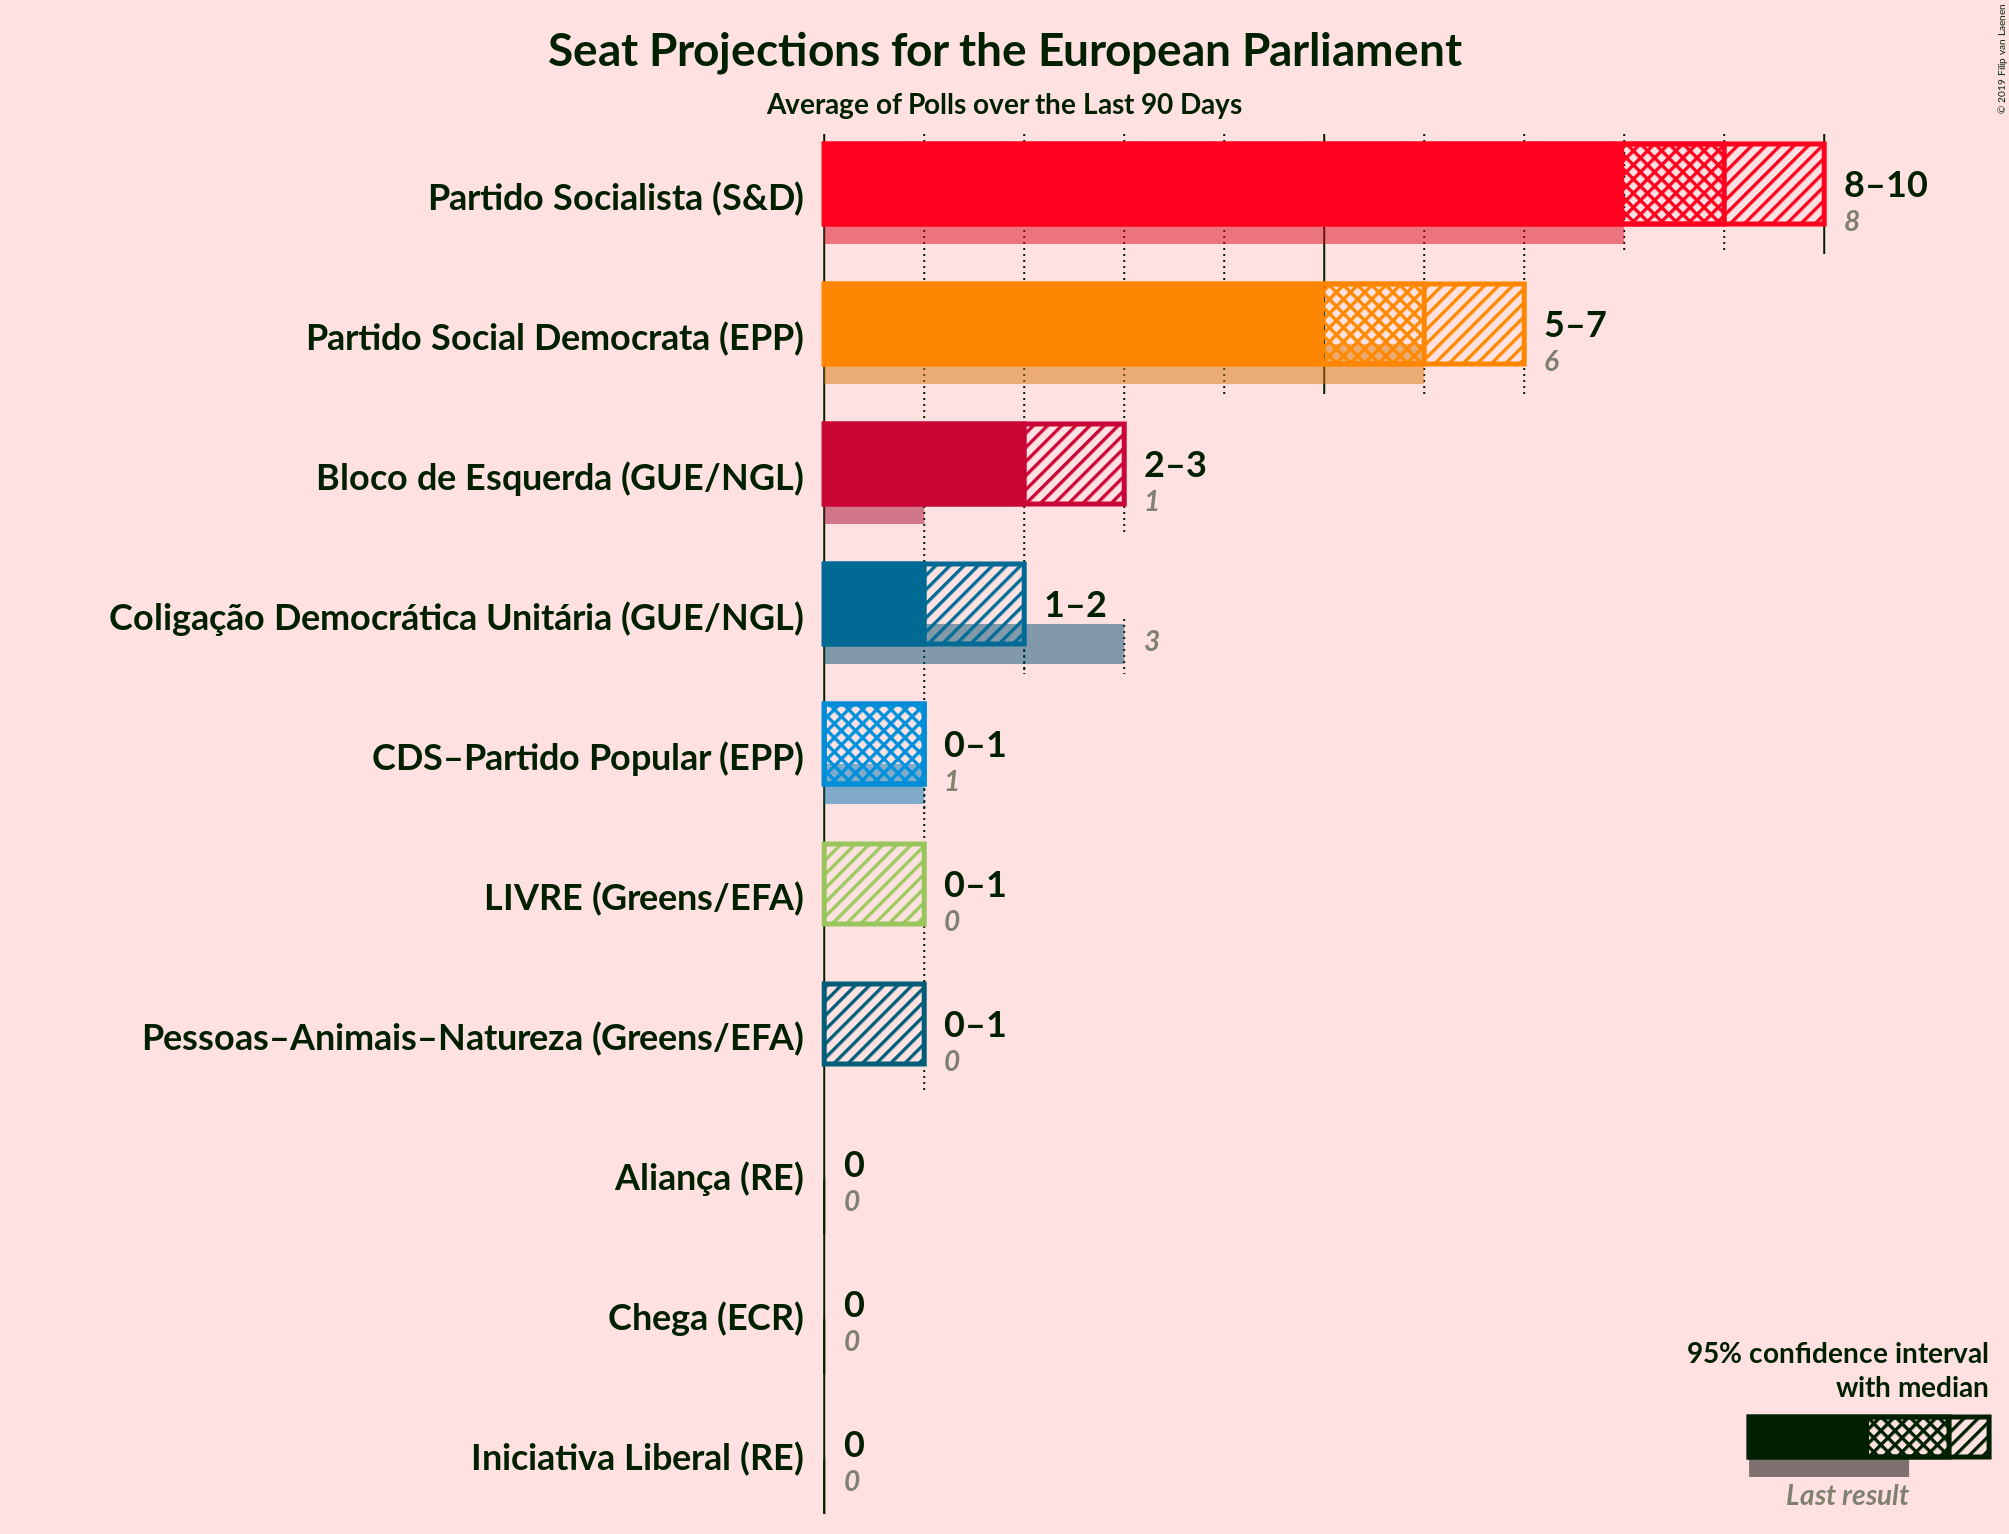 Seat Projections for the European Parliament
Average of Polls over the Last 90 Days
© 2019 Filip van Laenen
Partido Socialista (S&D)
8–10
8
Partido Social Democrata (EPP)
5–7
6
Bloco de Esquerda (GUE/NGL)
2–3
1
Coligação Democrática Unitária (GUE/NGL)
1–2
3
CDS–Partido Popular (EPP)
0–1
1
LIVRE (Greens/EFA)
0–1
0
Pessoas–Animais–Natureza (Greens/EFA)
0–1
0
Aliança (RE)
0
0
Chega (ECR)
0
0
Iniciativa Liberal (RE)
0
0
95% confidence interval
with median
Last result